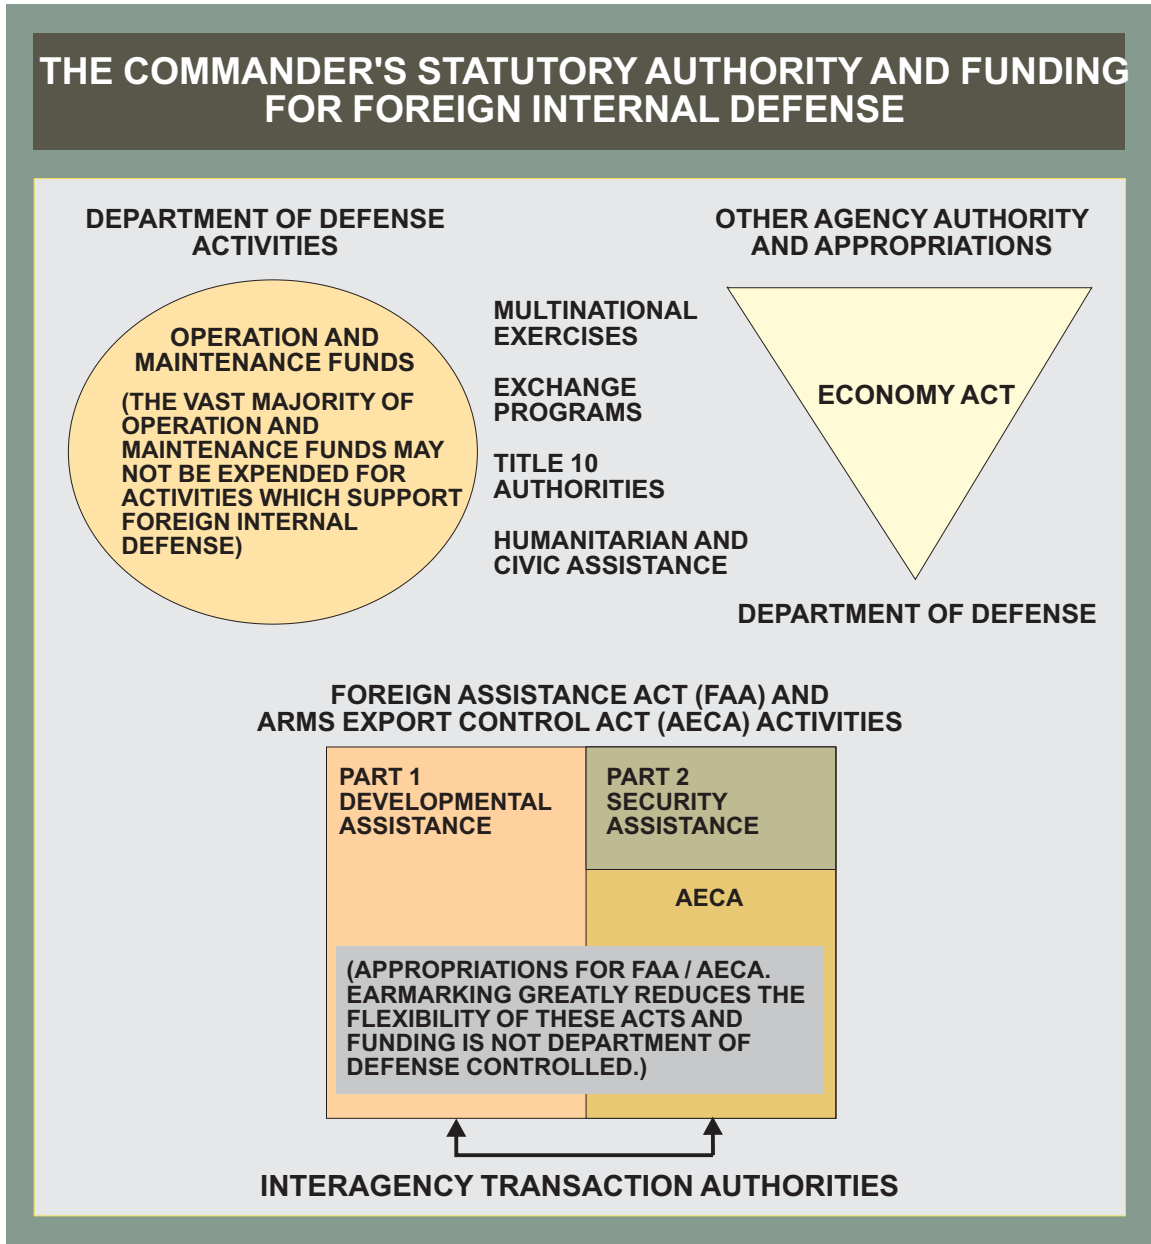 THE COMMANDER'S STATUTORY AUTHORITY AND FUNDING
FOR FOREIGN INTERNAL DEFENSE
DEPARTMENT OF DEFENSE
ACTIVITIES
OPERATION AND
MAINTENANCE FUNDS
(THE VAST MAJORITY OF
OPERATION AND
MAINTENANCE FUNDS MAY
NOT BE EXPENDED FOR
ACTIVITIES WHICH SUPPORT
FOREIGN INTERNAL
DEFENSE)
MULTINATIONAL
EXERCISES
EXCHANGE
PROGRAMS
TITLE 10
AUTHORITIES
HUMANITARIAN AND
CIVIC ASSISTANCE
OTHER AGENCY AUTHORITY
AND APPROPRIATIONS
ECONOMY ACT
DEPARTMENT OF DEFENSE
FOREIGN ASSISTANCE ACT (FAA) AND
ARMS EXPORT CONTROL ACT (AECA) ACTIVITIES
PART 1
DEVELOPMENTAL
ASSISTANCE
PART 2
SECURITY
ASSISTANCE
AECA
(APPROPRIATIONS FOR FAA / AECA.
EARMARKING GREATLY REDUCES THE
FLEXIBILITY OF THESE ACTS AND
FUNDING IS NOT DEPARTMENT OF
DEFENSE CONTROLLED.)
INTERAGENCY TRANSACTION AUTHORITIES